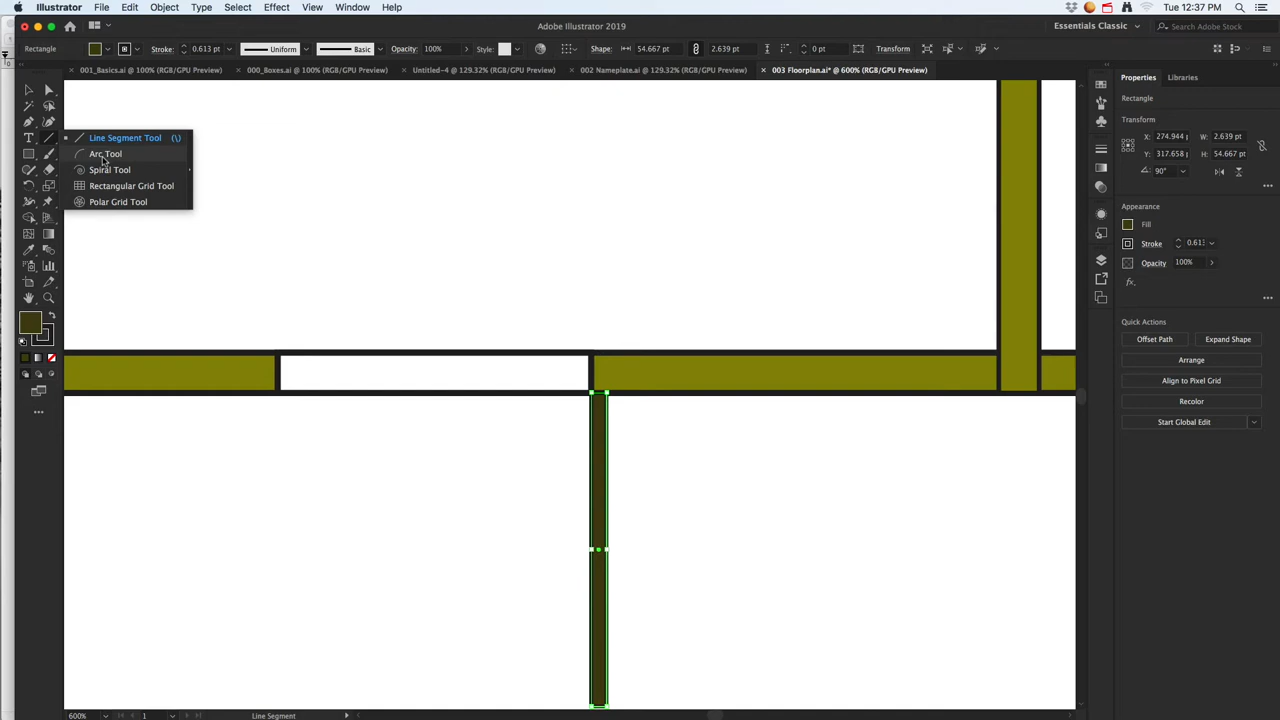 Illustrator File Edit Object Type Select Effect View Window Help Tue 12:37 PM
Adobe Illustrator 2019 Essentials Classic Search Adobe Stock
Rectangle Stroke: 0.613 pt Uniform Basic Opacity: 100% Style: Shape: 54.667 pt 2.639 pt 0 pt Transform
001_Basics.ai @ 100% (RGB/GPU Preview) 000_Boxes.ai @ 100% (RGB/GPU Preview) Untitled-4 @ 129.32% (RGB/GPU Preview) 002 Nameplate.ai @ 129.32% (RGB/GPU Preview) 003 Floorplan.ai* @ 600% (RGB/GPU Preview)
Properties Libraries
Rectangle
Transform
X: 274.944 W: 2.639 pt
Y: 317.658 H: 54.667 pt
90°
Appearance
Fill
Stroke 0.613
Opacity 100%
fx.
Quick Actions
Offset Path Expand Shape
Arrange
Align to Pixel Grid
Recolor
Start Global Edit
Line Segment Tool (\)
Arc Tool
Spiral Tool
Rectangular Grid Tool
Polar Grid Tool
600% 1 Line Segment